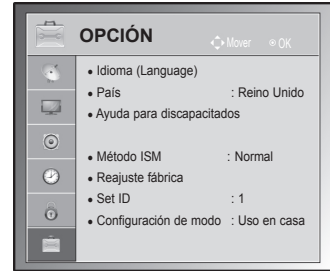 OPCIÓN
Mover OK
• Idioma (Language)
• País : Reino Unido
• Ayuda para discapacitados
• Método ISM : Normal
• Reajuste fábrica
• Set ID : 1
• Configuración de modo : Uso en casa